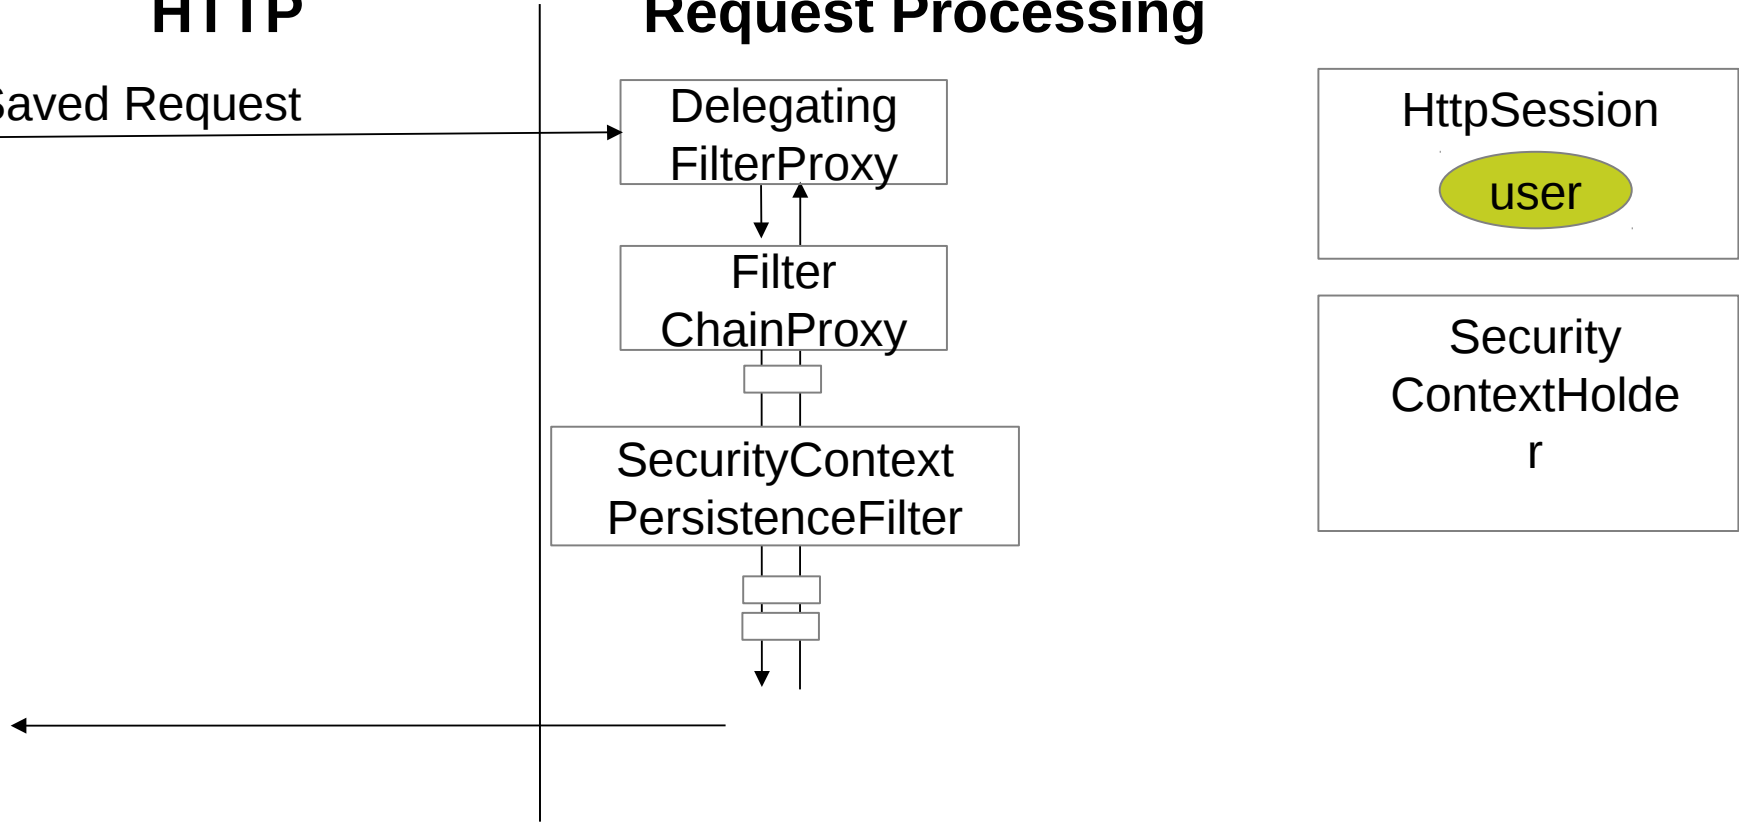 HTTP
Request Processing
Saved Request
Delegating
FilterProxy
HttpSession
user
Filter
ChainProxy
Security
ContextHolde
r
SecurityContext
PersistenceFilter